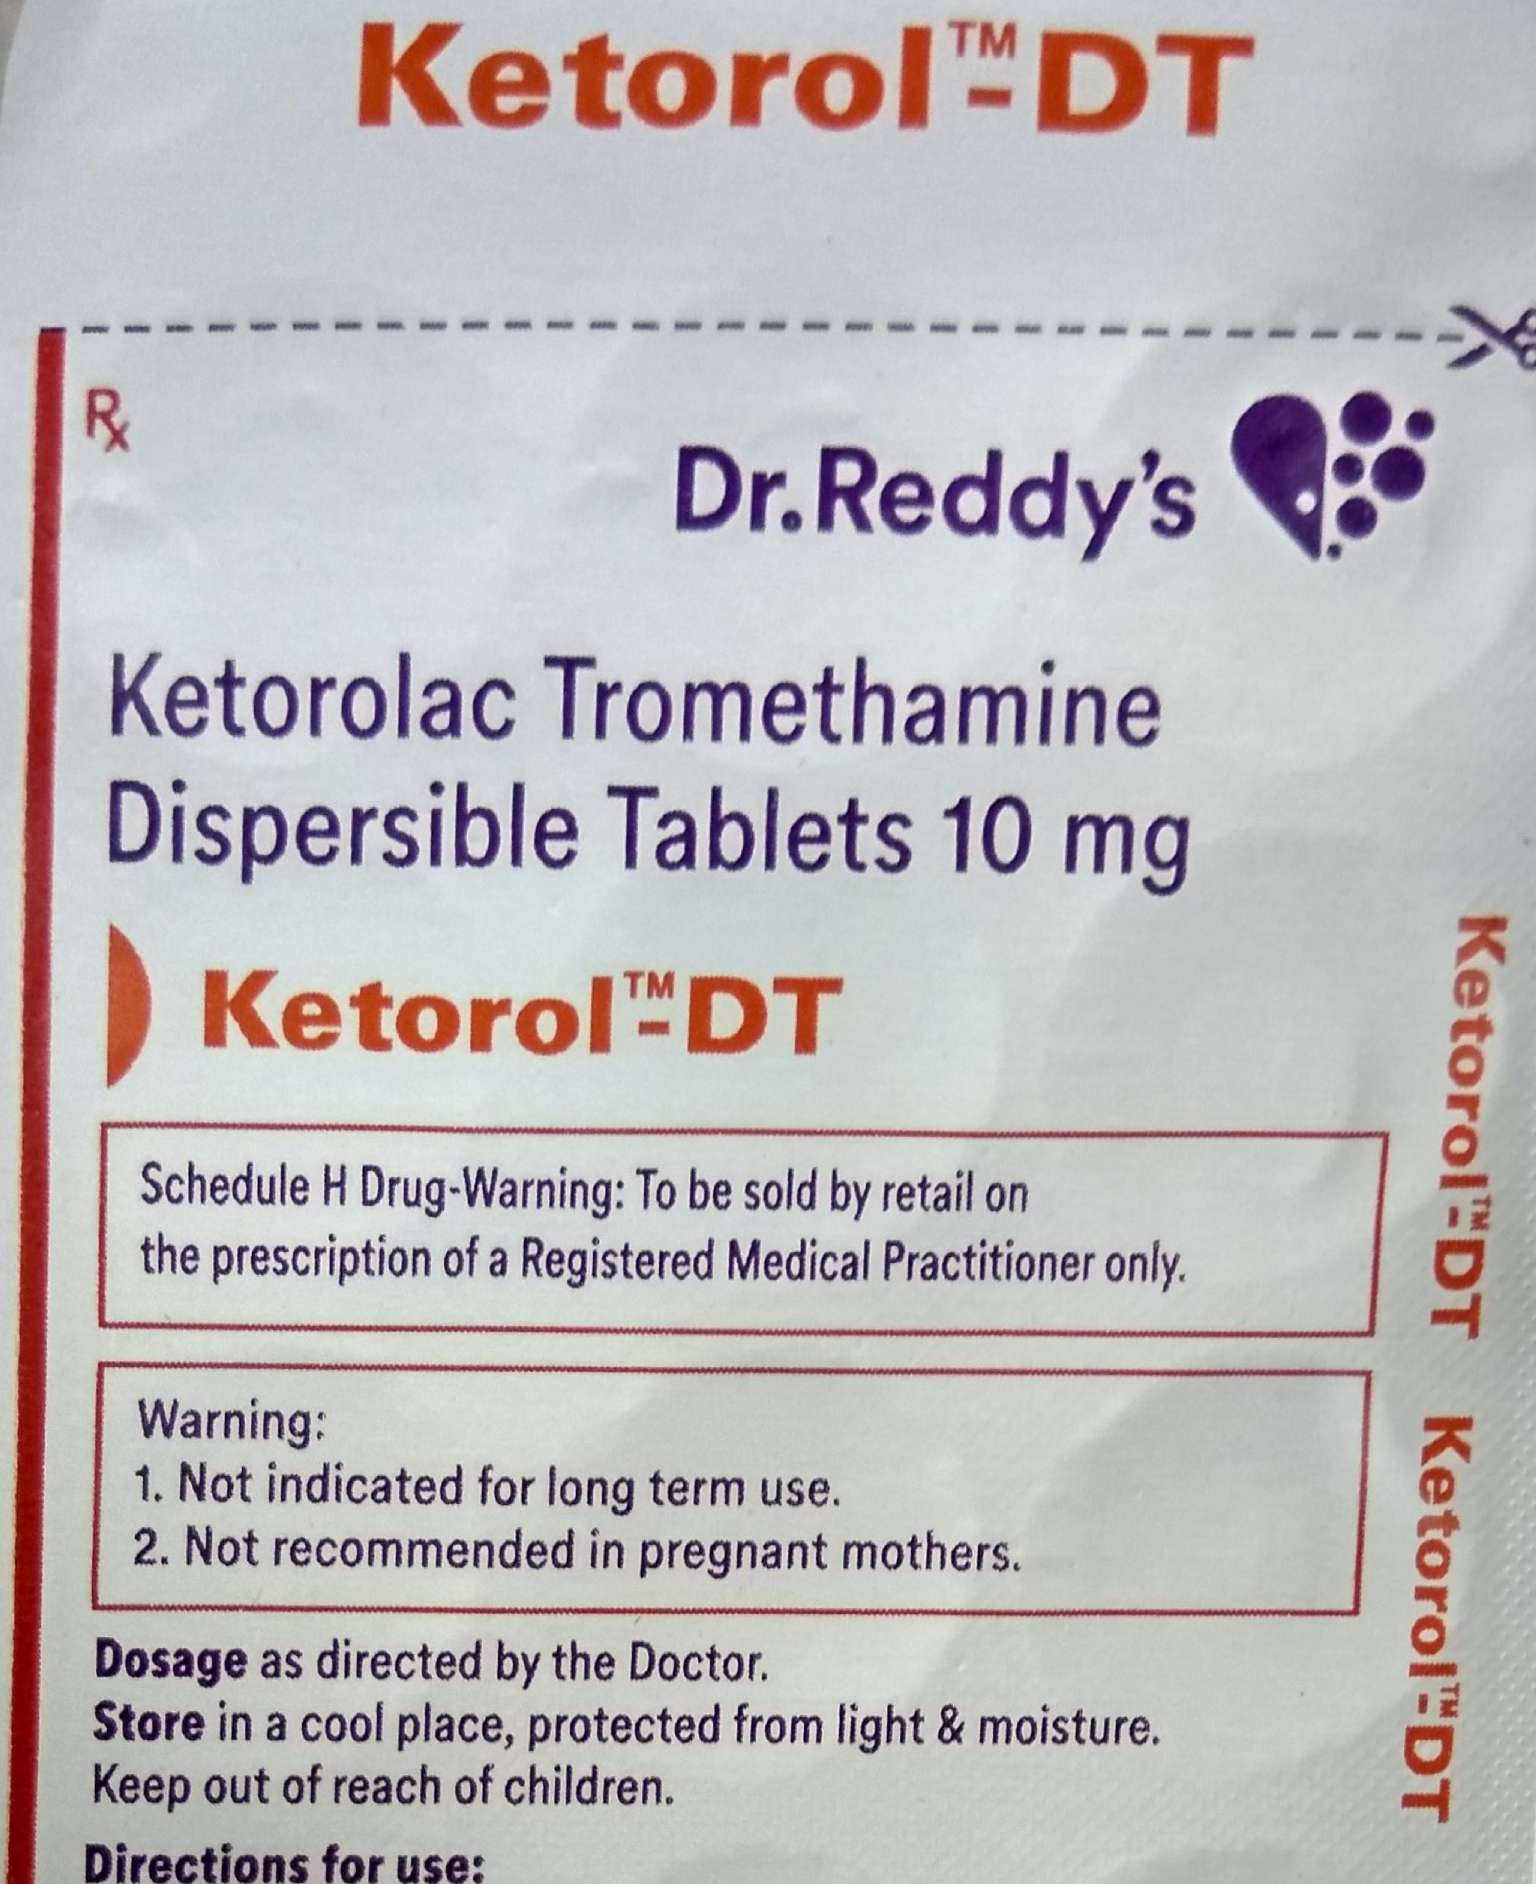 Ketorol™-DT
Rx
Dr.Reddy's
Ketorolac Tromethamine
Dispersible Tablets 10 mg
Ketorol™-DT
Schedule H Drug-Warning: To be sold by retail on
the prescription of a Registered Medical Practitioner only.
Warning:
1. Not indicated for long term use.
2. Not recommended in pregnant mothers.
Dosage as directed by the Doctor.
Store in a cool place, protected from light & moisture.
Keep out of reach of children.
Directions for use:
Ketorol™-DT
Ketorol™-DT